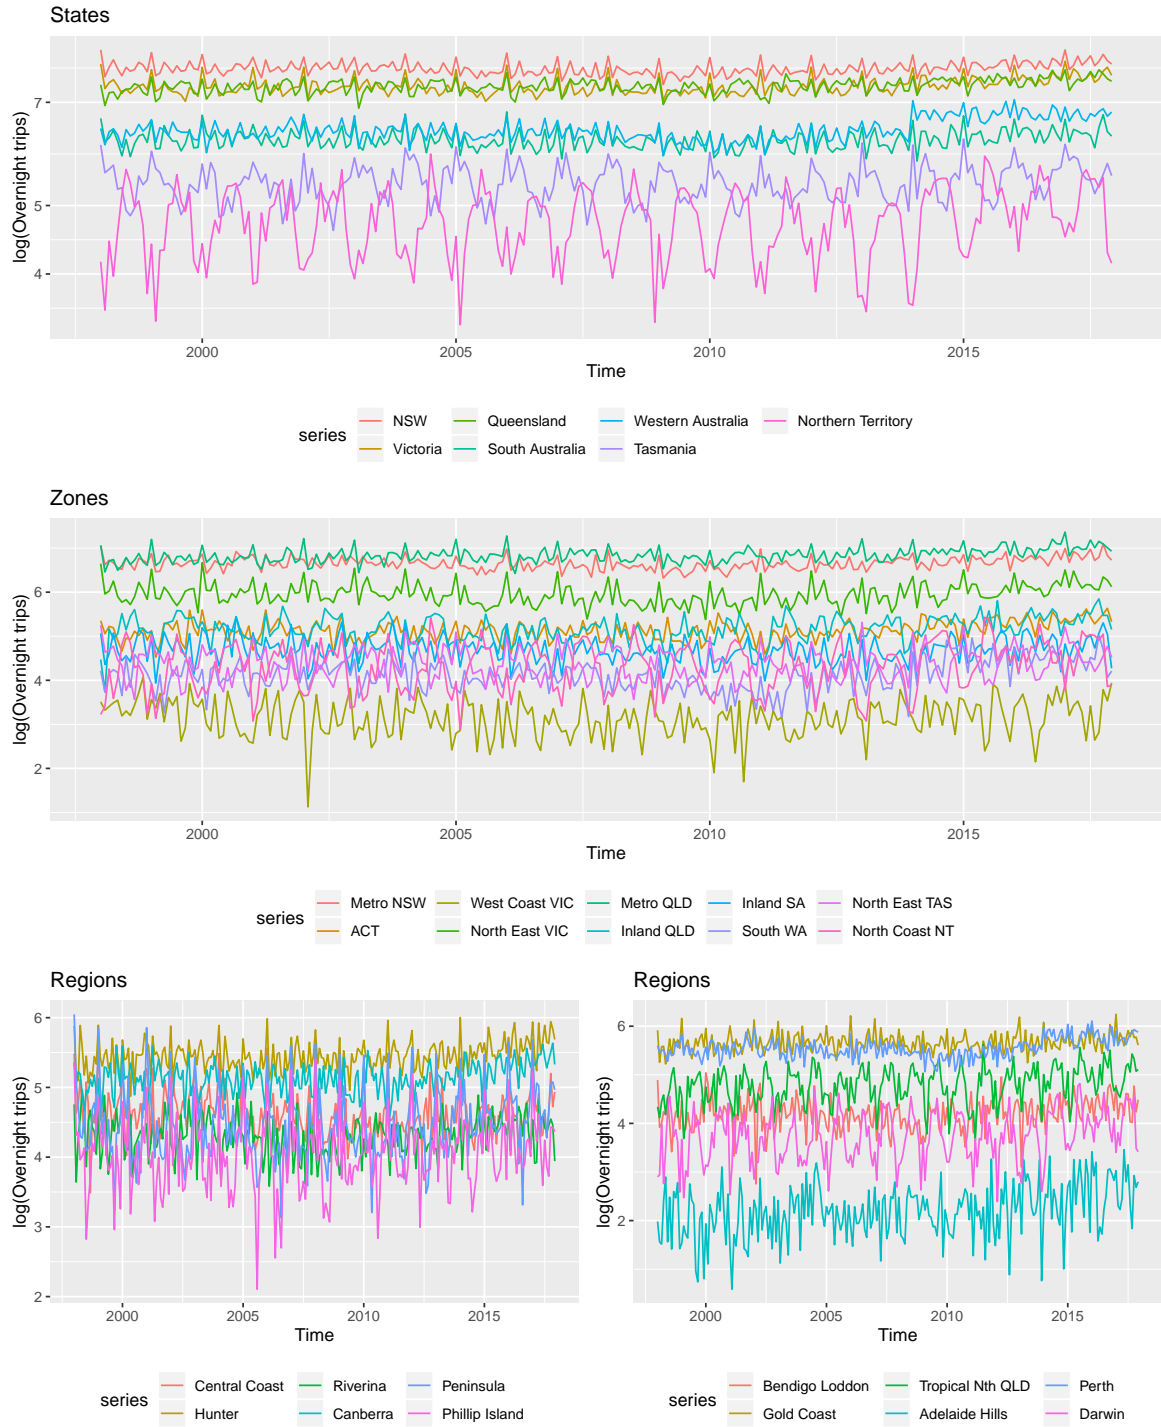 States
log(Overnight trips)
7
5
4
2000 2005 2010 2015
Time
series
NSW Queensland Western Australia Northern Territory
Victoria South Australia Tasmania
Zones
log(Overnight trips)
6
4
2
2000 2005 2010 2015
Time
series
Metro NSW West Coast VIC Metro QLD Inland SA North East TAS
ACT North East VIC Inland QLD South WA North Coast NT
Regions
log(Overnight trips)
6
5
4
3
2
2000 2005 2010 2015
Time
series
Central Coast Riverina Peninsula
Hunter Canberra Phillip Island
Regions
log(Overnight trips)
6
4
2
2000 2005 2010 2015
Time
series
Bendigo Loddon Tropical Nth QLD Perth
Gold Coast Adelaide Hills Darwin